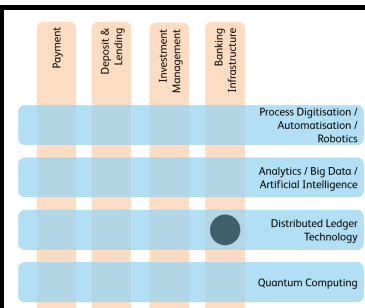 Payment
Deposit &
Lending
Investment
Management
Banking
Infrastructure
Process Digitisation /
Automatisation /
Robotics
Analytics / Big Data /
Artificial Intelligence
Distributed Ledger
Technology
Quantum Computing